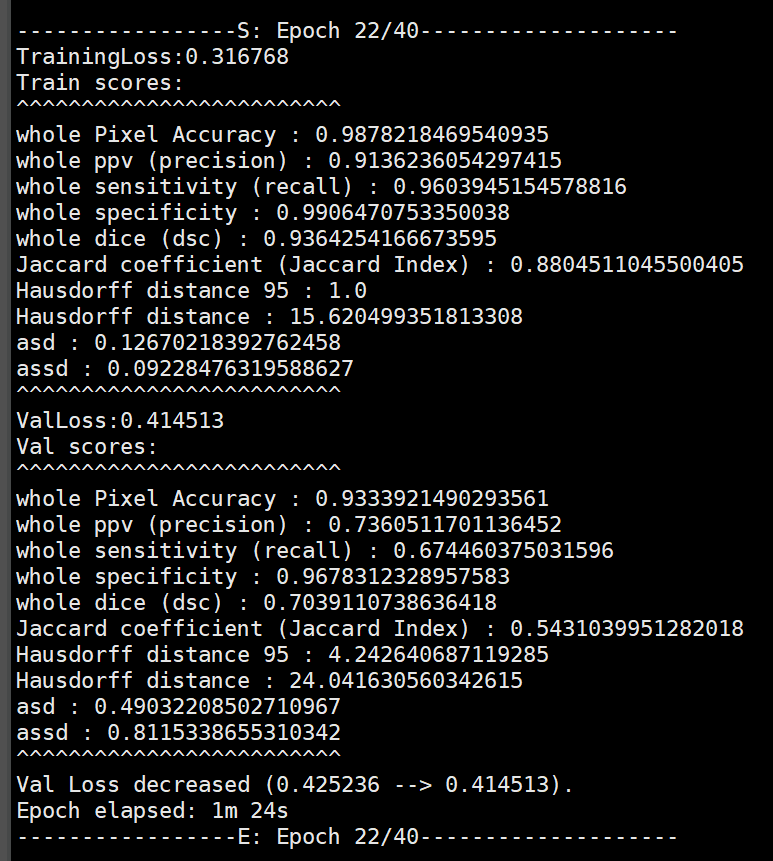 -----------------S: Epoch 22/40--------------------
TrainingLoss:0.316768
Train scores:
^^^^^^^^^^^^^^^^^^^^^^^^^
whole Pixel Accuracy : 0.9878218469540935
whole ppv (precision) : 0.9136236054297415
whole sensitivity (recall) : 0.9603945154578816
whole specificity : 0.9906470753350038
whole dice (dsc) : 0.9364254166673595
Jaccard coefficient (Jaccard Index) : 0.8804511045500405
Hausdorff distance 95 : 1.0
Hausdorff distance : 15.620499351813308
asd : 0.12670218392762458
assd : 0.09228476319588627
^^^^^^^^^^^^^^^^^^^^^^^^^
ValLoss:0.414513
Val scores:
^^^^^^^^^^^^^^^^^^^^^^^^^
whole Pixel Accuracy : 0.9333921490293561
whole ppv (precision) : 0.7360511701136452
whole sensitivity (recall) : 0.674460375031596
whole specificity : 0.9678312328957583
whole dice (dsc) : 0.7039110738636418
Jaccard coefficient (Jaccard Index) : 0.5431039951282018
Hausdorff distance 95 : 4.242640687119285
Hausdorff distance : 24.041630560342615
asd : 0.49032208502710967
assd : 0.8115338655310342
^^^^^^^^^^^^^^^^^^^^^^^^^
Val Loss decreased (0.425236 --> 0.414513).
Epoch elapsed: 1m 24s
-----------------E: Epoch 22/40--------------------